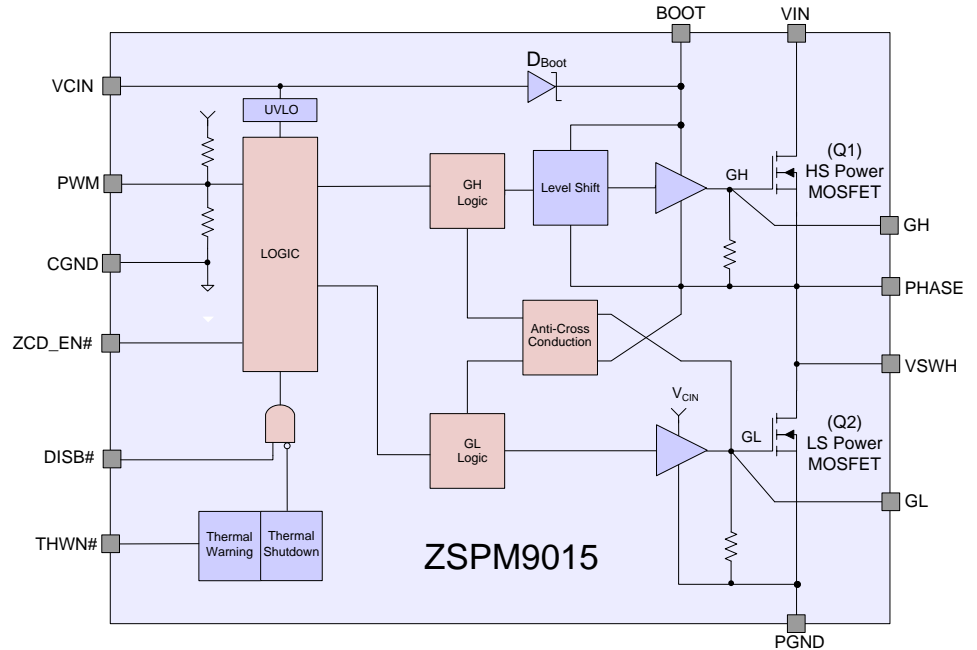 BOOT
VIN
VCIN
DBoot
UVLO
PWM
(Q1)
HS Power
MOSFET
GH
GH
Logic
Level Shift
GH
LOGIC
CGND
PHASE
Anti-Cross
Conduction
ZCD_EN#
VSWH
VCIN
(Q2)
LS Power
MOSFET
GL
GL
Logic
DISB#
GL
Thermal
Warning
Thermal
Shutdown
THWN#
ZSPM9015
PGND